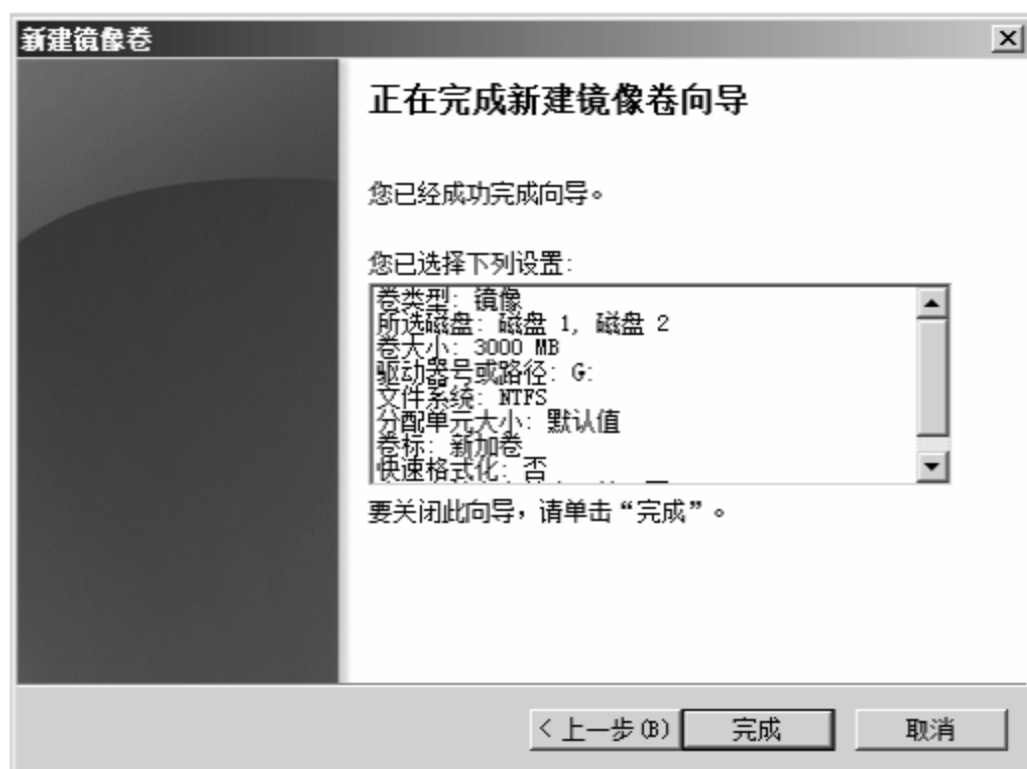 新建镜像卷
正在完成新建镜像卷向导
您已经成功完成向导。
您已选择下列设置:
卷类型: 镜像
所选磁盘: 磁盘 1, 磁盘 2
卷大小: 3000 MB
驱动器号或路径: G:
文件系统: NTFS
分配单元大小: 默认值
卷标: 新加卷
快速格式化: 否
要关闭此向导，请单击“完成”。
< 上一步(B)
完成
取消